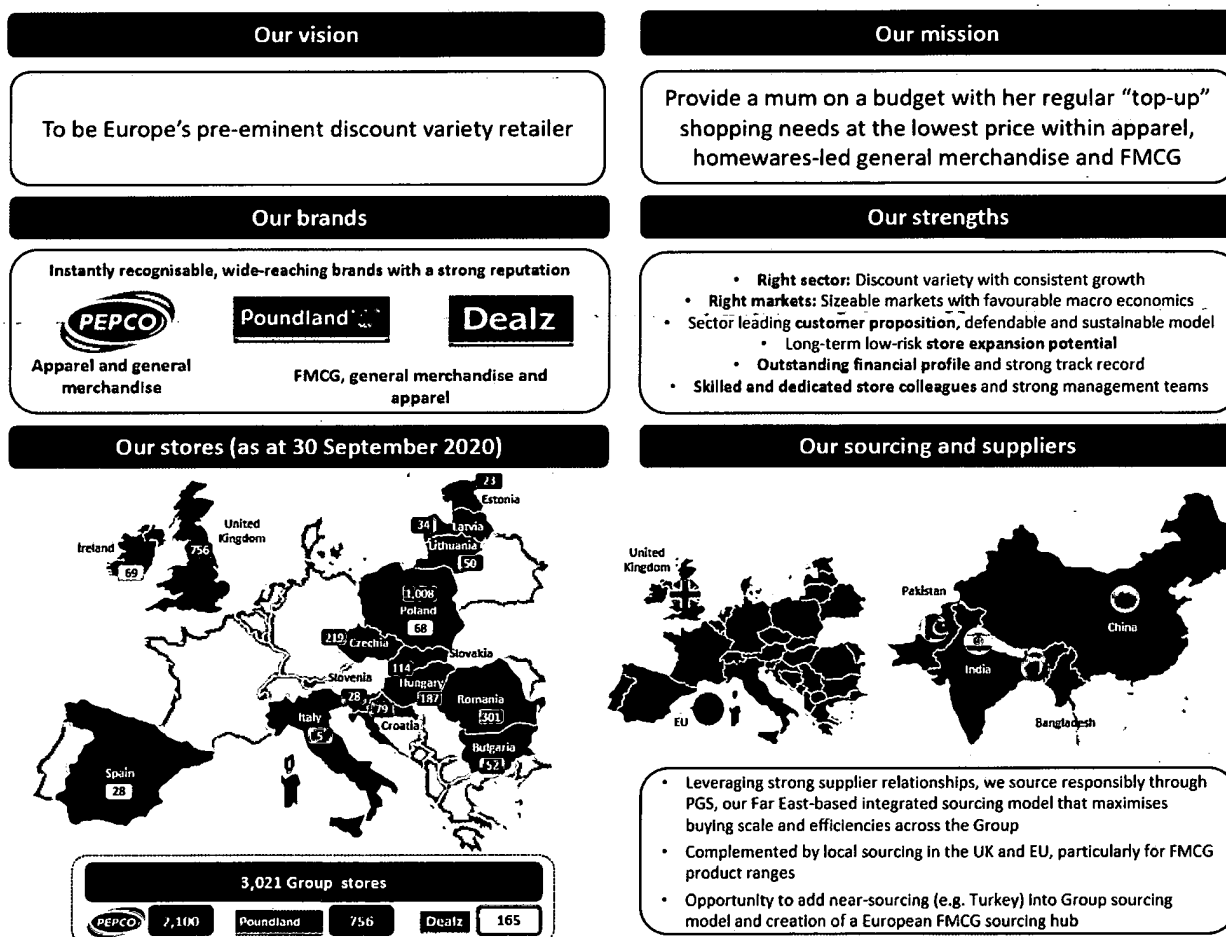 Our vision
To be Europe's pre-eminent discount variety retailer
Our mission
Provide a mum on a budget with her regular "top-up"
shopping needs at the lowest price within apparel,
homewares-led general merchandise and FMCG
Our brands
Instantly recognisable, wide-reaching brands with a strong reputation
PEPCO
Poundland
Dealz
Apparel and general
merchandise
FMCG, general merchandise and
apparel
Our strengths
• Right sector: Discount variety with consistent growth
• Right markets: Sizeable markets with favourable macro economics
• Sector leading customer proposition, defendable and sustainable model
• Long-term low-risk store expansion potential
• Outstanding financial profile and strong track record
• Skilled and dedicated store colleagues and strong management teams
Our stores (as at 30 September 2020)
23
Estonia
34
Latvia
Lithuania
50
United
Kingdom
756
Ireland
69
1,008
Poland
68
219
Czechia
Slovakia
114
Slovenia
Hungary
187
28
79
Croatia
Romania
301
Italy
5
Bulgaria
52
Spain
28
3,021 Group stores
PEPCO 2,100 Poundland 756 Dealz 165
Our sourcing and suppliers
United
Kingdom
EU
Pakistan
China
India
Bangladesh
• Leveraging strong supplier relationships, we source responsibly through
PGS, our Far East-based integrated sourcing model that maximises
buying scale and efficiencies across the Group
• Complemented by local sourcing in the UK and EU, particularly for FMCG
product ranges
• Opportunity to add near-sourcing (e.g. Turkey) into Group sourcing
model and creation of a European FMCG sourcing hub